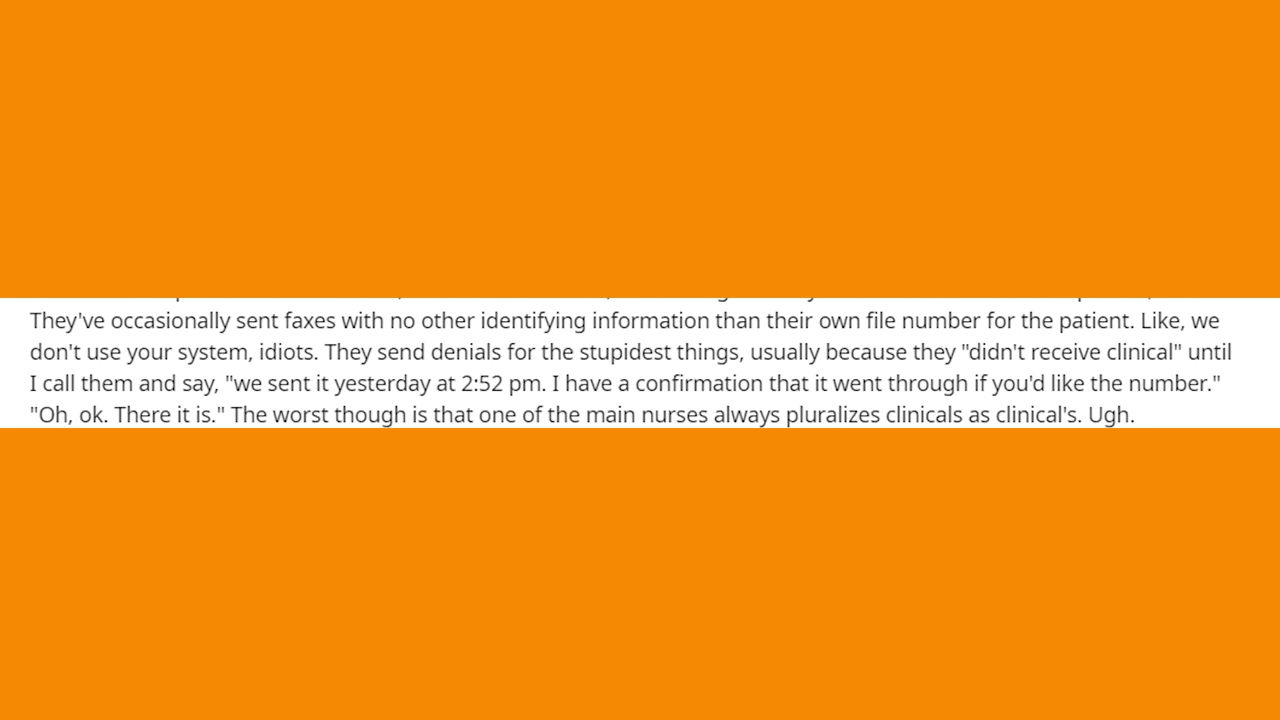 They've occasionally sent faxes with no other identifying information than their own file number for the patient. Like, we
don't use your system, idiots. They send denials for the stupidest things, usually because they "didn't receive clinical" until
I call them and say, "we sent it yesterday at 2:52 pm. I have a confirmation that it went through if you'd like the number."
"Oh, ok. There it is." The worst though is that one of the main nurses always pluralizes clinicals as clinical's. Ugh.